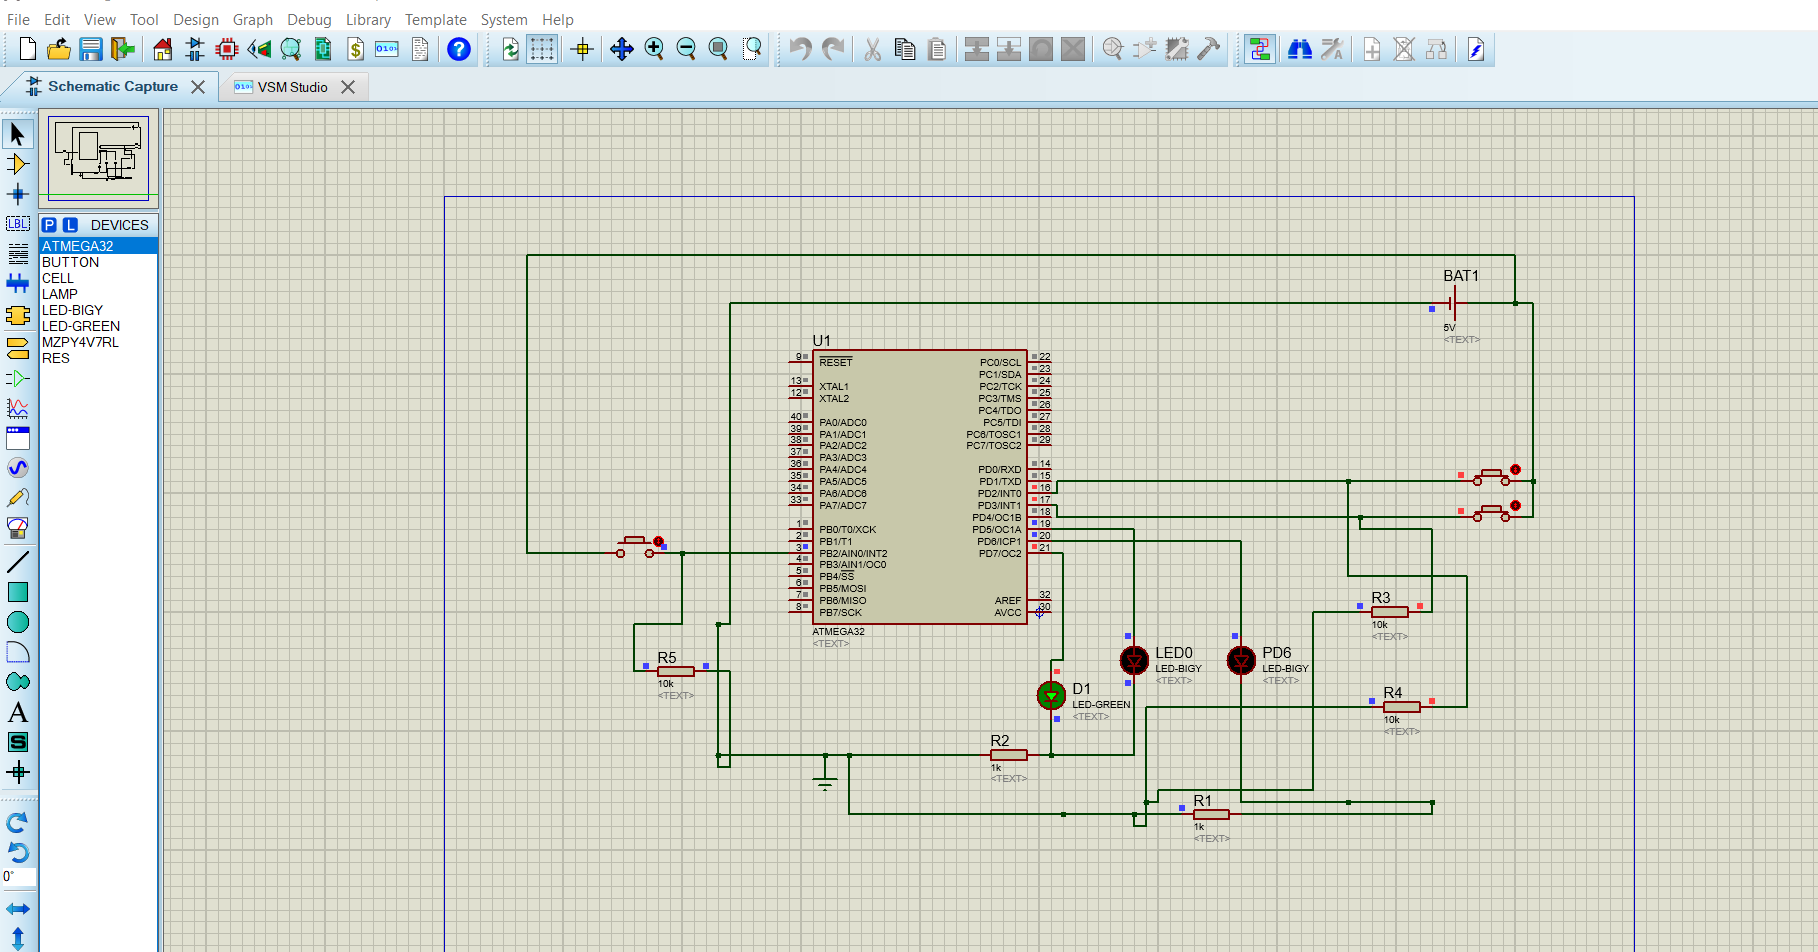 File Edit View Tool Design Graph Debug Library Template System Help
Schematic Capture
VSM Studio
P L DEVICES
ATMEGA32
BUTTON
CELL
LAMP
LED-BIGY
LED-GREEN
MZPY4V7RL
RES
LBL
A
S
0°
BAT1
5V
<TEXT>
U1
9 RESET
13 XTAL1
12 XTAL2
40 PA0/ADC0
39 PA1/ADC1
38 PA2/ADC2
37 PA3/ADC3
36 PA4/ADC4
35 PA5/ADC5
34 PA6/ADC6
33 PA7/ADC7
1 PB0/T0/XCK
2 PB1/T1
3 PB2/AIN0/INT2
4 PB3/AIN1/OC0
5 PB4/SS
6 PB5/MOSI
7 PB6/MISO
8 PB7/SCK
PC0/SCL 22
PC1/SDA 23
PC2/TCK 24
PC3/TMS 25
PC4/TDO 26
PC5/TDI 27
PC6/TOSC1 28
PC7/TOSC2 29
PD0/RXD 14
PD1/TXD 15
PD2/INT0 16
PD3/INT1 17
PD4/OC1B 18
PD5/OC1A 19
PD6/ICP1 20
PD7/OC2 21
AREF 32
AVCC 30
ATMEGA32
<TEXT>
R3
10k
<TEXT>
R5
10k
<TEXT>
LED0
LED-BIGY
<TEXT>
PD6
LED-BIGY
<TEXT>
D1
LED-GREEN
<TEXT>
R4
10k
<TEXT>
R2
1k
<TEXT>
R1
1k
<TEXT>